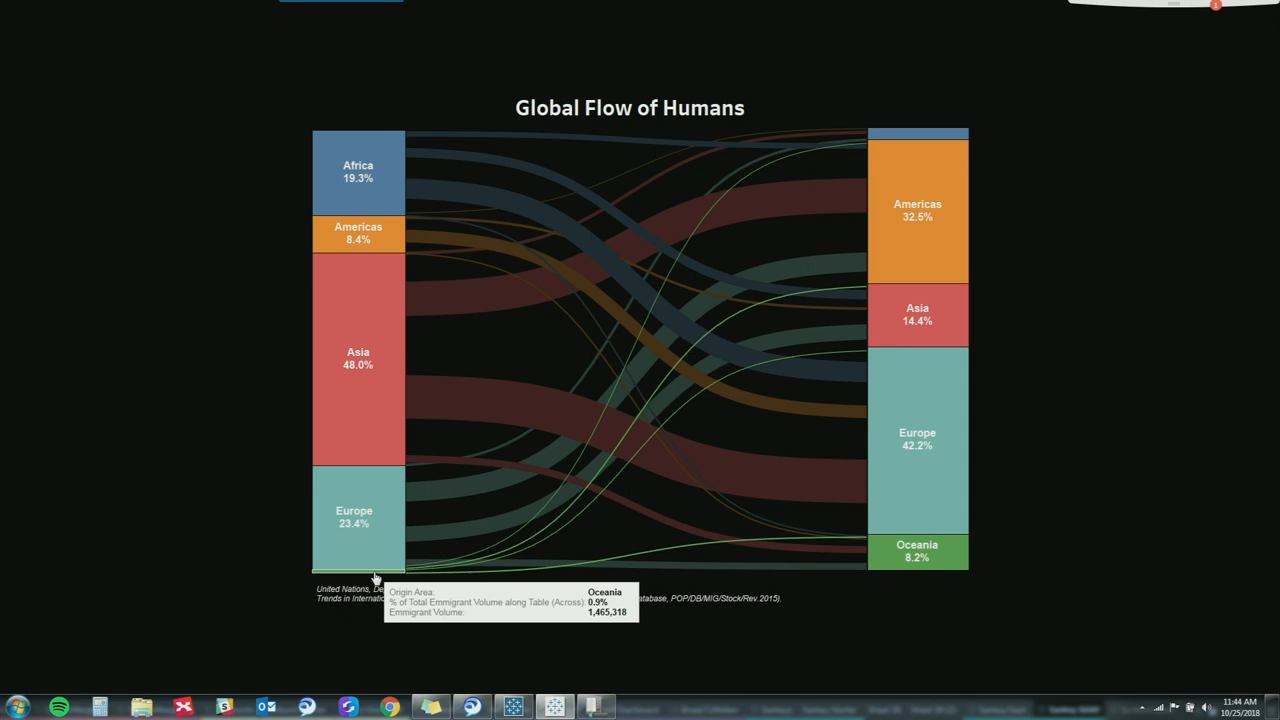 1
Global Flow of Humans
Africa
19.3%
Americas
8.4%
Asia
48.0%
Europe
23.4%
Americas
32.5%
Asia
14.4%
Europe
42.2%
Oceania
8.2%
United Nations, De
Trends in Internatio
atabase, POP/DB/MIG/Stock/Rev.2015).
Origin Area: Oceania
% of Total Emmigrant Volume along Table (Across): 0.9%
Emmigrant Volume: 1,465,318
11:44 AM
10/25/2018